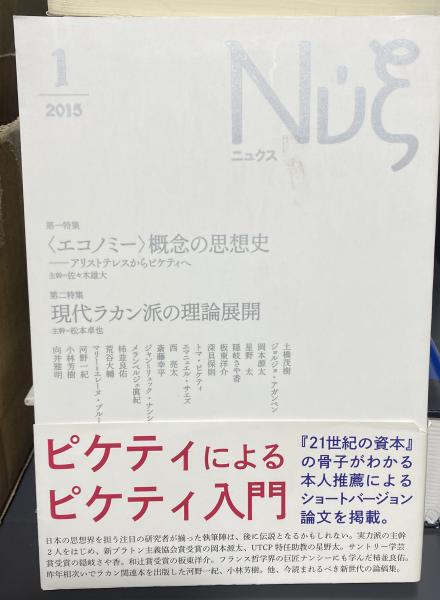 1
2015
Νύξ
ニュクス
第一特集
〈エコノミー〉概念の思想史
──アリストテレスからピケティへ
主幹=佐々木雄大
第二特集
現代ラカン派の理論展開
主幹=松本卓也
土橋茂樹
ジョルジョ・アガンベン
岡本源太
星野 太
隠岐さや香
板東洋介
深貝保則
トマ・ピケティ
エマニュエル・サエズ
西 亮太
斎藤幸平
ジャン=リュック・ナンシー
メランベルジェ眞紀
柿並良佑
荒谷大輔
マリー=エレーヌ・ブルー
河野一紀
小林芳樹
向井雅明
ピケティによる
ピケティ入門
『21世紀の資本』
の骨子がわかる
本人推薦による
ショートバージョン
論文を掲載。
日本の思想界を担う注目の研究者が揃った執筆陣は、後に伝説となるかもしれない。実力派の主幹
2人をはじめ、新プラトン主義協会賞受賞の岡本源太、UTCP 特任助教の星野太。サントリー学芸
賞受賞の隠岐さや香。和辻賞受賞の板東洋介。フランス哲学界の巨匠ナンシーにも学んだ柿並良佑。
昨年相次いでラカン関連本を出版した河野一紀、小林芳樹。他、今読まれるべき新世代の論稿集。